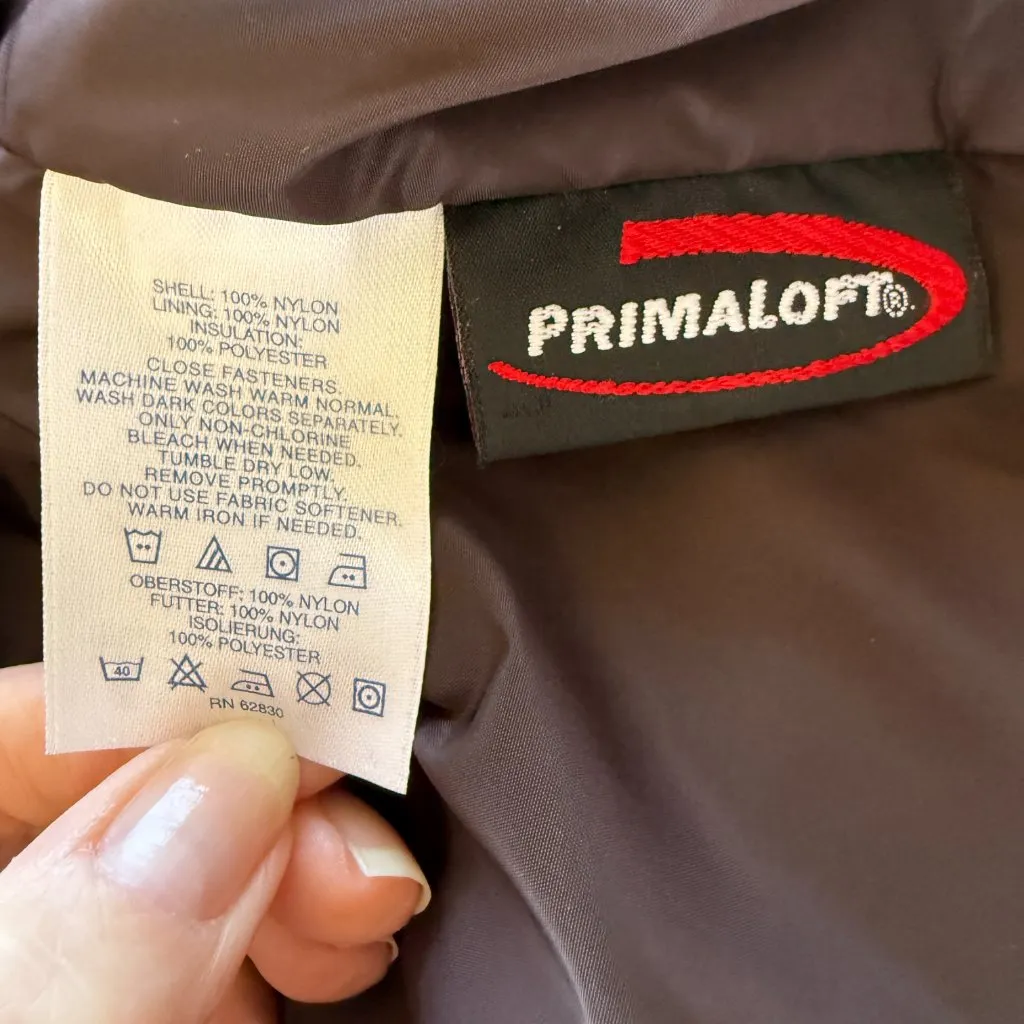 SHELL: 100% NYLON
LINING: 100% NYLON
INSULATION:
100% POLYESTER
CLOSE FASTENERS.
MACHINE WASH WARM NORMAL.
WASH DARK COLORS SEPARATELY.
ONLY NON-CHLORINE
BLEACH WHEN NEEDED.
TUMBLE DRY LOW.
REMOVE PROMPTLY.
DO NOT USE FABRIC SOFTENER.
WARM IRON IF NEEDED.
OBERSTOFF: 100% NYLON
FUTTER: 100% NYLON
ISOLIERUNG:
100% POLYESTER
40
RN 62830
PRIMALOFT®.